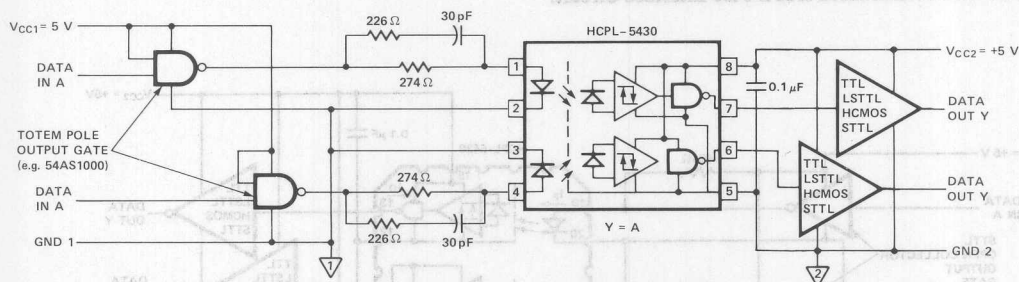 VCC1 = 5 V
226 Ω
30 pF
HCPL-5430
DATA
IN A
274 Ω
1
2
3
4
8
7
6
5
0.1 µF
VCC2 = +5 V
TTL
LSTTL
HCMOS
STTL
DATA
OUT Y
TOTEM POLE
OUTPUT GATE
(e.g. 54AS1000)
274 Ω
TTL
LSTTL
HCMOS
STTL
DATA
OUT Y
DATA
IN A
226 Ω
30 pF
Y = A
GND 1
GND 2
1
2